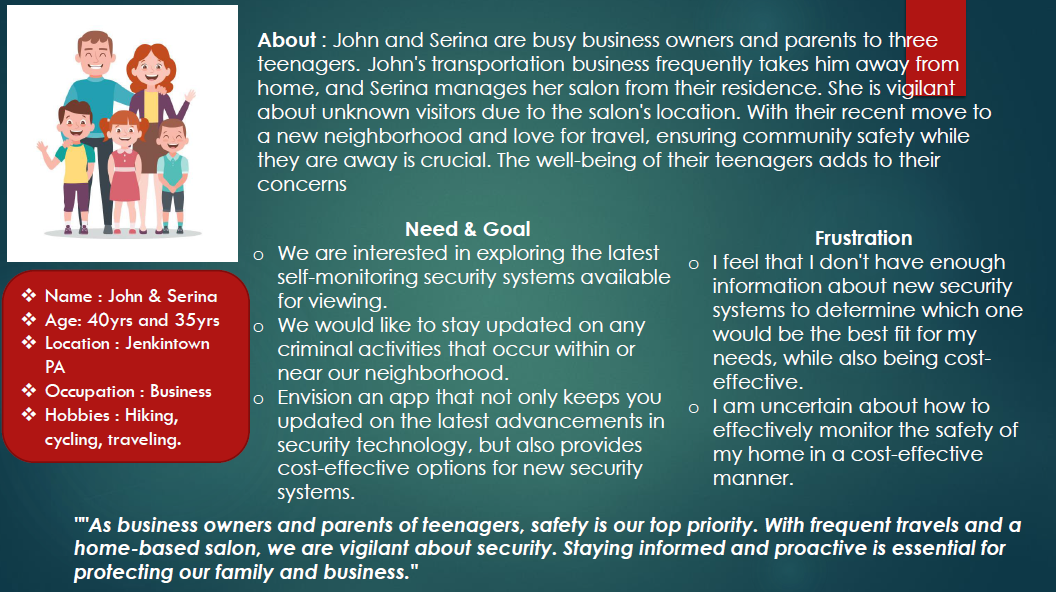 About : John and Serina are busy business owners and parents to three
teenagers. John's transportation business frequently takes him away from
home, and Serina manages her salon from their residence. She is vigilant
about unknown visitors due to the salon's location. With their recent move to
a new neighborhood and love for travel, ensuring community safety while
they are away is crucial. The well-being of their teenagers adds to their
concerns
❖ Name : John & Serina
❖ Age: 40yrs and 35yrs
❖ Location : Jenkintown
PA
❖ Occupation : Business
❖ Hobbies : Hiking,
cycling, traveling.
Need & Goal
o We are interested in exploring the latest
self-monitoring security systems available
for viewing.
o We would like to stay updated on any
criminal activities that occur within or
near our neighborhood.
o Envision an app that not only keeps you
updated on the latest advancements in
security technology, but also provides
cost-effective options for new security
systems.
Frustration
o I feel that I don't have enough
information about new security
systems to determine which one
would be the best fit for my
needs, while also being cost-
effective.
o I am uncertain about how to
effectively monitor the safety of
my home in a cost-effective
manner.
""As business owners and parents of teenagers, safety is our top priority. With frequent travels and a
home-based salon, we are vigilant about security. Staying informed and proactive is essential for
protecting our family and business."